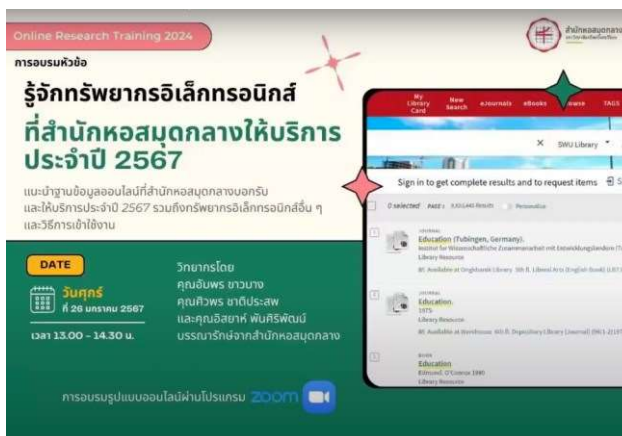 Online Research Training 2024
การอบรมหัวข้อ
รู้จักทรัพยากรอิเล็กทรอนิกส์
ที่สำนักหอสมุดกลางให้บริการ
ประจำปี 2567
แนะนำฐานข้อมูลออนไลน์ที่สำนักหอสมุดกลางบอกรับ
และให้บริการประจำปี 2567 รวมถึงทรัพยากรอิเล็กทรอนิกส์อื่น ๆ
และวิธีการเข้าใช้งาน
DATE
วันศุกร์
ที่ 26 มกราคม 2567
เวลา 13.00 - 14.30 น.
วิทยากรโดย
คุณอัมพร ขาวบาง
คุณศิวพร ชาติประสพ
และคุณอิสยาห์ พันศิริพัฒน์
บรรณารักษ์จากสำนักหอสมุดกลาง
การอบรมรูปแบบออนไลน์ผ่านโปรแกรม zoom
สำนักหอสมุดกลาง
My Library Card
New Search
eJournals
eBooks
Browse
TAGS
SWU Library
Sign in to get complete results and to request items
0 selected PAGE 1 Results Personalize
1
JOURNAL
Education (Tubingen, Germany).
Library Resource
2
JOURNAL
Education.
1975
Library Resource
3
BOOK
Education
Edmund, O'Connor 1980
Library Resource